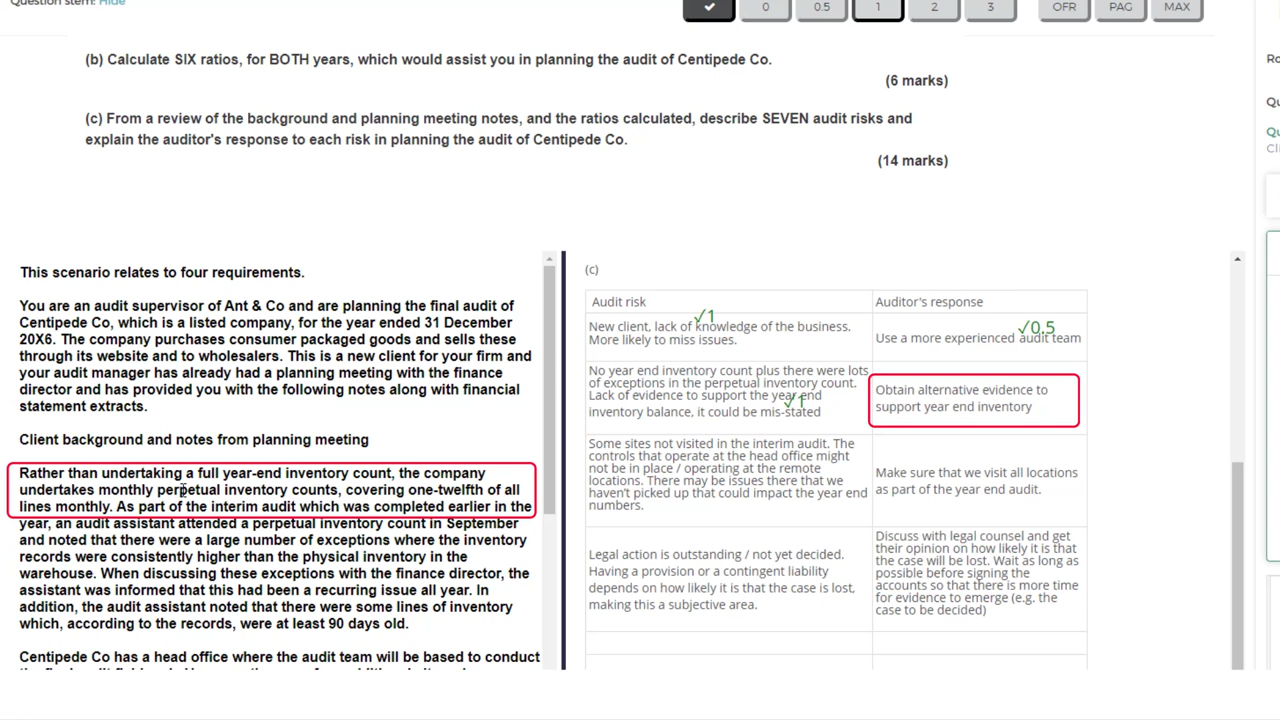 Question stem: Hide
✓ 0 0.5 1 2 3 OFR PAG MAX
(b) Calculate SIX ratios, for BOTH years, which would assist you in planning the audit of Centipede Co.
(6 marks)
(c) From a review of the background and planning meeting notes, and the ratios calculated, describe SEVEN audit risks and
explain the auditor's response to each risk in planning the audit of Centipede Co.
(14 marks)
This scenario relates to four requirements.
You are an audit supervisor of Ant & Co and are planning the final audit of
Centipede Co, which is a listed company, for the year ended 31 December
20X6. The company purchases consumer packaged goods and sells these
through its website and to wholesalers. This is a new client for your firm and
your audit manager has already had a planning meeting with the finance
director and has provided you with the following notes along with financial
statement extracts.
Client background and notes from planning meeting
Rather than undertaking a full year-end inventory count, the company
undertakes monthly perpetual inventory counts, covering one-twelfth of all
lines monthly. As part of the interim audit which was completed earlier in the
year, an audit assistant attended a perpetual inventory count in September
and noted that there were a large number of exceptions where the inventory
records were consistently higher than the physical inventory in the
warehouse. When discussing these exceptions with the finance director, the
assistant was informed that this had been a recurring issue all year. In
addition, the audit assistant noted that there were some lines of inventory
which, according to the records, were at least 90 days old.
Centipede Co has a head office where the audit team will be based to conduct
(c)
Audit risk
Auditor's response
✓1
New client, lack of knowledge of the business.
More likely to miss issues.
✓0.5
Use a more experienced audit team
No year end inventory count plus there were lots
of exceptions in the perpetual inventory count.
Lack of evidence to support the year end
inventory balance, it could be mis-stated
✓1
Obtain alternative evidence to
support year end inventory
Some sites not visited in the interim audit. The
controls that operate at the head office might
not be in place / operating at the remote
locations. There may be issues there that we
haven't picked up that could impact the year end
numbers.
Make sure that we visit all locations
as part of the year end audit.
Legal action is outstanding / not yet decided.
Having a provision or a contingent liability
depends on how likely it is that the case is lost,
making this a subjective area.
Discuss with legal counsel and get
their opinion on how likely it is that
the case will be lost. Wait as long as
possible before signing the
accounts so that there is more time
for evidence to emerge (e.g. the
case to be decided)